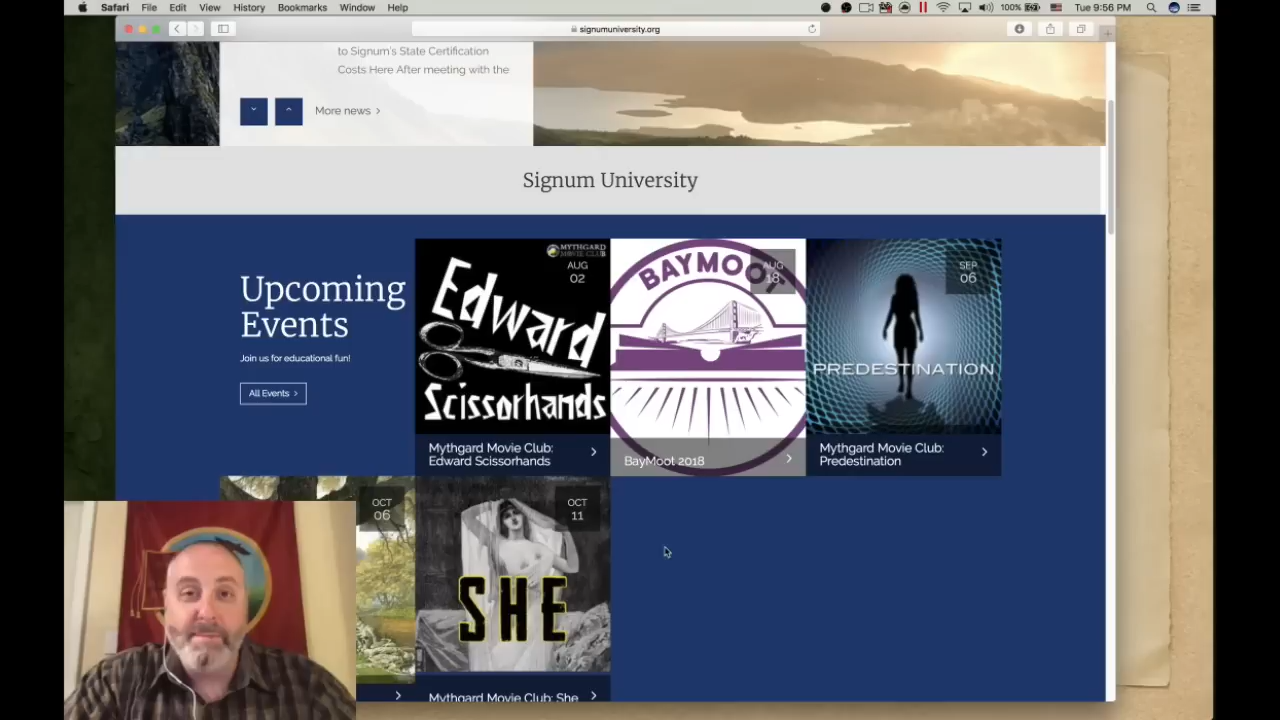 Safari File Edit View History Bookmarks Window Help
100% Tue 9:56 PM
signumuniversity.org
to Signum's State Certification
Costs Here After meeting with the
More news
Signum University
Upcoming
Events
Join us for educational fun!
All Events
MYTHGARD
MOVIE CLUB
AUG
02
Edward
Scissorhands
Mythgard Movie Club:
Edward Scissorhands
BAYMOOT
AUG
18
BayMoot 2018
SEP
06
PREDESTINATION
Mythgard Movie Club:
Predestination
OCT
06
OCT
11
SHE
Mythgard Movie Club: She